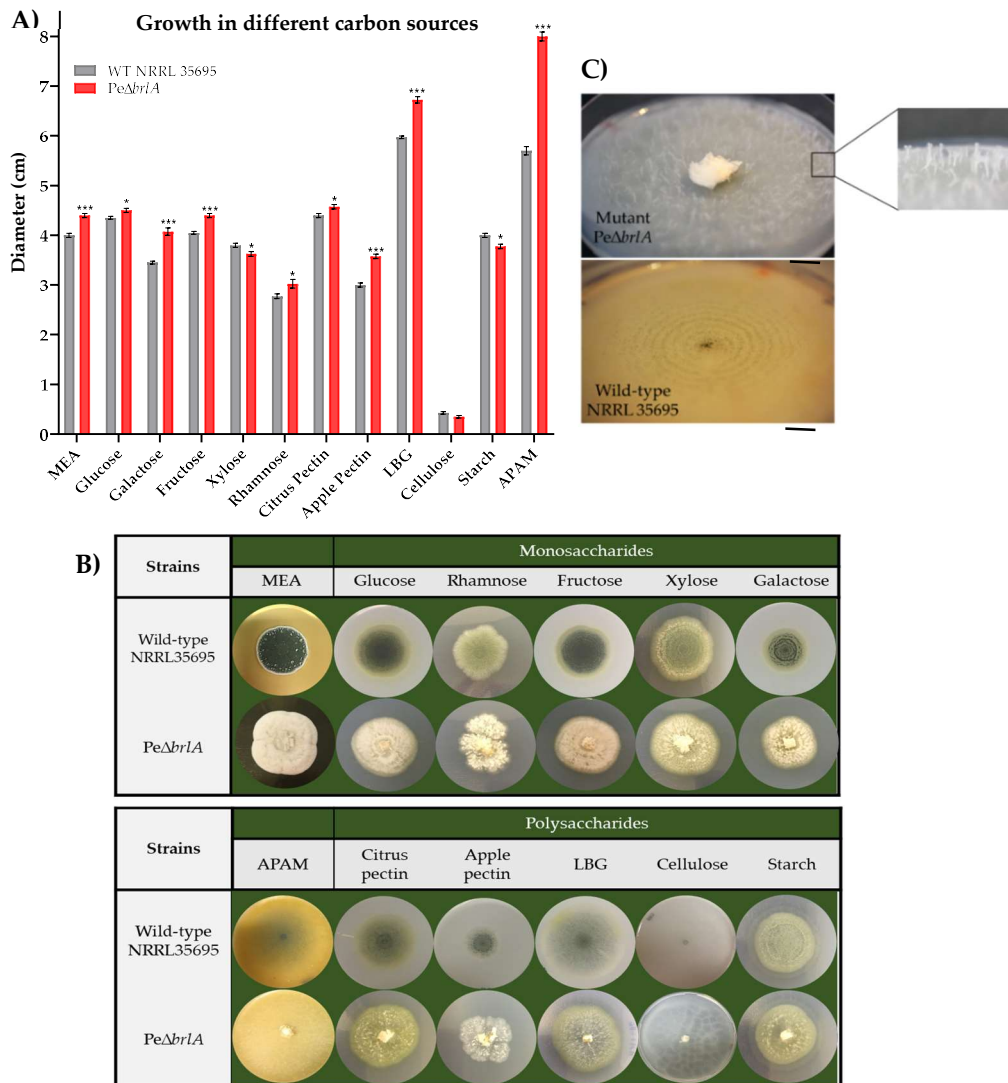 A)
Growth in different carbon sources
WT NRRL 35695
PeΔbrlA
Diameter (cm)
8
7
6
5
4
3
2
1
0
***
*
***
***
*
*
*
***
***
*
***
MEA
Glucose
Galactose
Fructose
Xylose
Rhamnose
Citrus Pectin
Apple Pectin
LBG
Cellulose
Starch
APAM
C)
Mutant
PeΔbrlA
Wild-type
NRRL 35695
B)
Strains
Monosaccharides
MEA
Glucose
Rhamnose
Fructose
Xylose
Galactose
Wild-type
NRRL35695
PeΔbrlA
Strains
Polysaccharides
APAM
Citrus
pectin
Apple
pectin
LBG
Cellulose
Starch
Wild-type
NRRL35695
PeΔbrlA